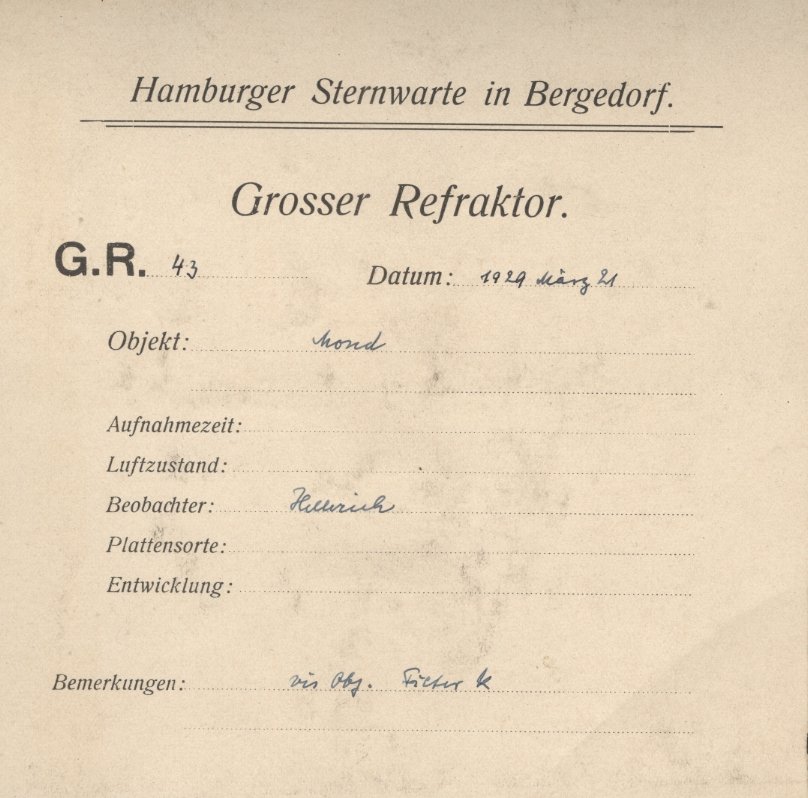 Hamburger Sternwarte in Bergedorf.
Grosser Refraktor.
G.R. 43 Datum: 1929 März 21
Objekt: Mond
Aufnahmezeit:
Luftzustand:
Beobachter: Hellerich
Plattensorte:
Entwicklung:
Bemerkungen: vis Obj. Filter K